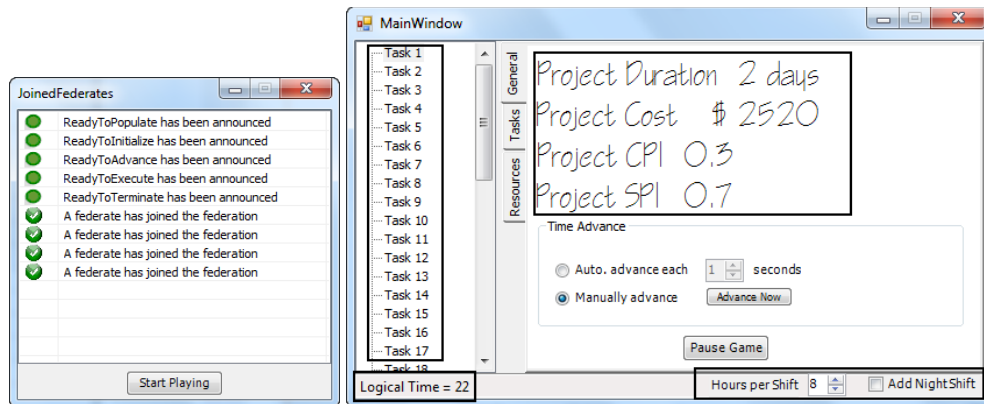 JoinedFederates
ReadyToPopulate has been announced
ReadyToInitialize has been announced
ReadyToAdvance has been announced
ReadyToExecute has been announced
ReadyToTerminate has been announced
A federate has joined the federation
A federate has joined the federation
A federate has joined the federation
A federate has joined the federation
Start Playing
MainWindow
Task 1
Task 2
Task 3
Task 4
Task 5
Task 6
Task 7
Task 8
Task 9
Task 10
Task 11
Task 12
Task 13
Task 14
Task 15
Task 16
Task 17
Task 18
General
Tasks
Resources
Project Duration 2 days
Project Cost $ 2520
Project CPI 0.3
Project SPI 0.7
Time Advance
Auto. advance each 1 seconds
Manually advance Advance Now
Pause Game
Logical Time = 22
Hours per Shift 8 Add NightShift